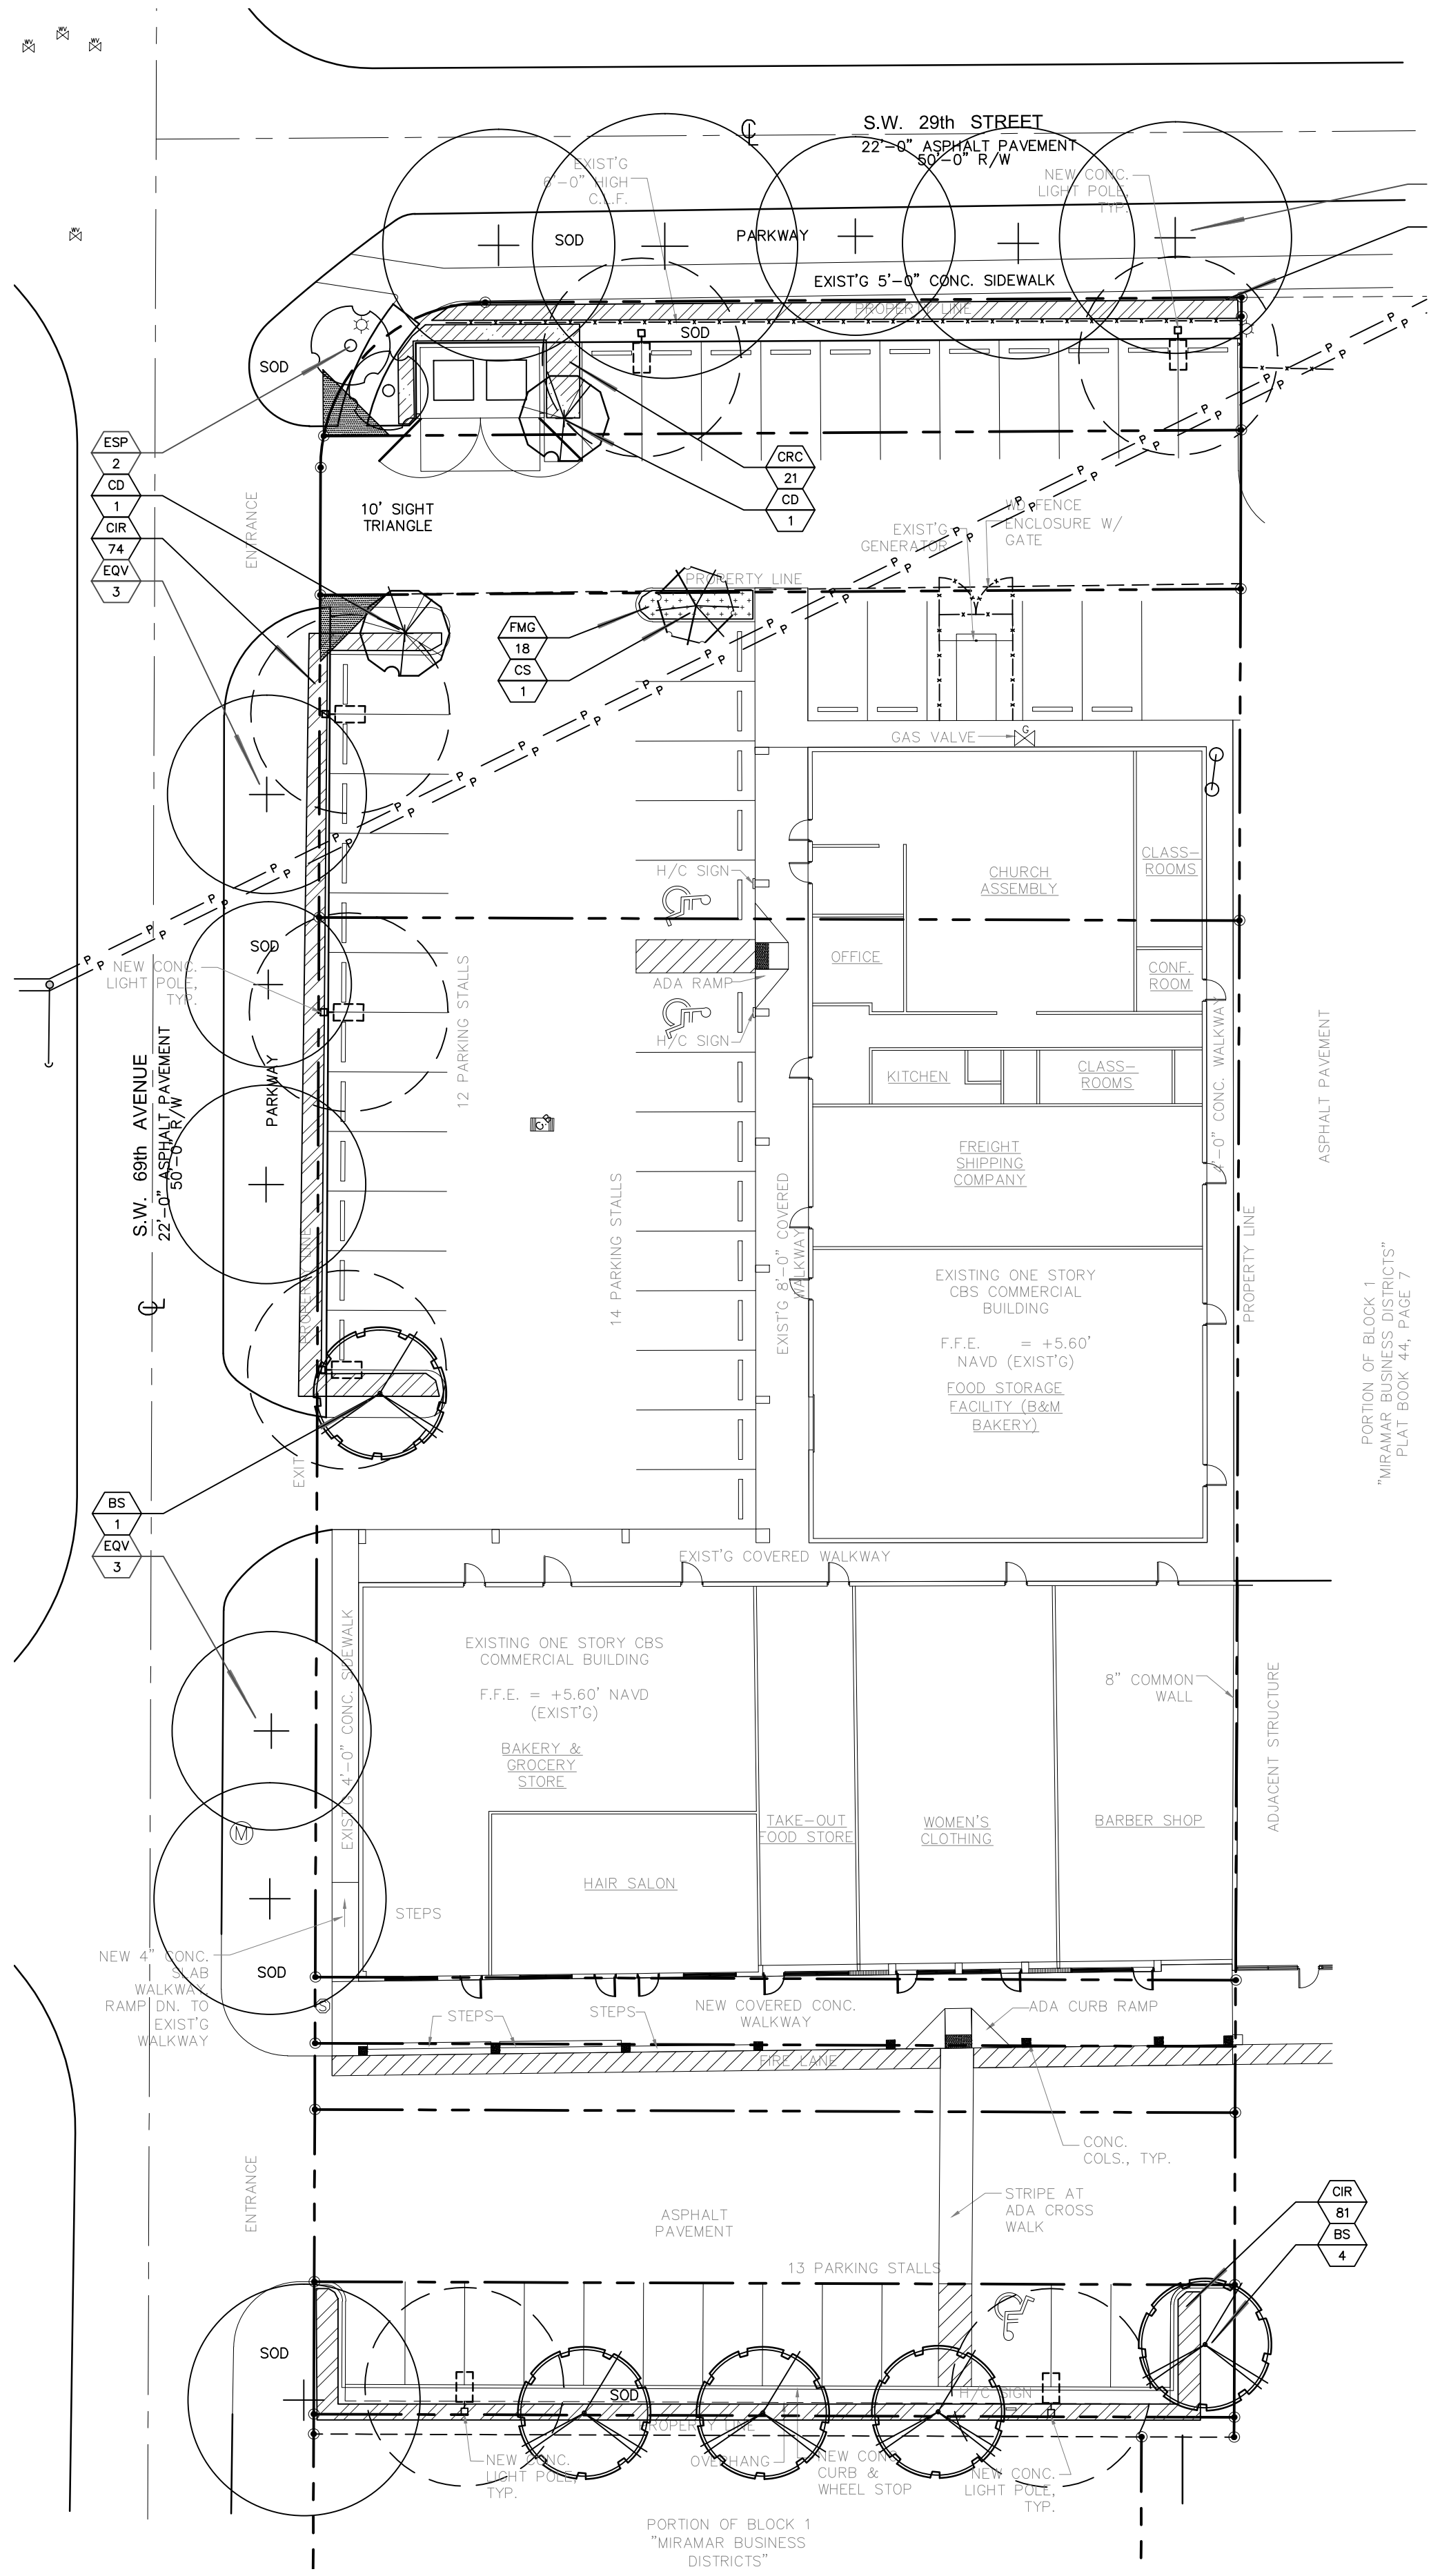 WV
WV
WV
S.W. 29th STREET
22'-0" ASPHALT PAVEMENT
50'-0" R/W
EXIST'G
6'-0" HIGH
C.L.F.
NEW CONC.
LIGHT POLE,
TYP.
WV
SOD
PARKWAY
EXIST'G 5'-0" CONC. SIDEWALK
PROPERTY LINE
SOD
SOD
ESP
2
CD
1
CIR
74
EQV
3
CRC
21
CD
1
10' SIGHT
TRIANGLE
ENTRANCE
WD FENCE
ENCLOSURE W/
GATE
EXIST'G
GENERATOR
PROPERTY LINE
FMG
18
CS
1
GAS VALVE
G
H/C SIGN
CHURCH
ASSEMBLY
CLASS-
ROOMS
SOD
NEW CONC.
LIGHT POLE,
TYP.
OFFICE
CONF.
ROOM
ADA RAMP
H/C SIGN
12 PARKING STALLS
4'-0" CONC. WALKWAY
ASPHALT PAVEMENT
KITCHEN
CLASS-
ROOMS
PARKWAY
S.W. 69th AVENUE
22'-0" ASPHALT PAVEMENT
50'-0" R/W
FREIGHT
SHIPPING
COMPANY
14 PARKING STALLS
EXIST'G 8'-0" COVERED
WALKWAY
PROPERTY LINE
PROPERTY LINE
EXISTING ONE STORY
CBS COMMERCIAL
BUILDING
F.F.E. = +5.60'
NAVD (EXIST'G)
FOOD STORAGE
FACILITY (B&M
BAKERY)
PORTION OF BLOCK 1
"MIRAMAR BUSINESS DISTRICTS"
PLAT BOOK 44, PAGE 7
EXIT
BS
1
EQV
3
EXIST'G COVERED WALKWAY
EXIST'G 4'-0" CONC. SIDEWALK
EXISTING ONE STORY CBS
COMMERCIAL BUILDING
F.F.E. = +5.60' NAVD
(EXIST'G)
BAKERY &
GROCERY
STORE
8" COMMON
WALL
ADJACENT STRUCTURE
M
TAKE-OUT
FOOD STORE
WOMEN'S
CLOTHING
BARBER SHOP
HAIR SALON
STEPS
NEW 4" CONC.
SLAB
WALKWAY.
RAMP DN. TO
EXIST'G
WALKWAY
SOD
S
STEPS
STEPS
NEW COVERED CONC.
WALKWAY
ADA CURB RAMP
FIRE LANE
CONC.
COLS., TYP.
ENTRANCE
STRIPE AT
ADA CROSS
WALK
ASPHALT
PAVEMENT
CIR
81
BS
4
13 PARKING STALLS
SOD
SOD
H/C SIGN
PROPERTY LINE
NEW CONC.
LIGHT POLE,
TYP.
OVERHANG
NEW CONC.
CURB &
WHEEL STOP
NEW CONC.
LIGHT POLE,
TYP.
PORTION OF BLOCK 1
"MIRAMAR BUSINESS
DISTRICTS"